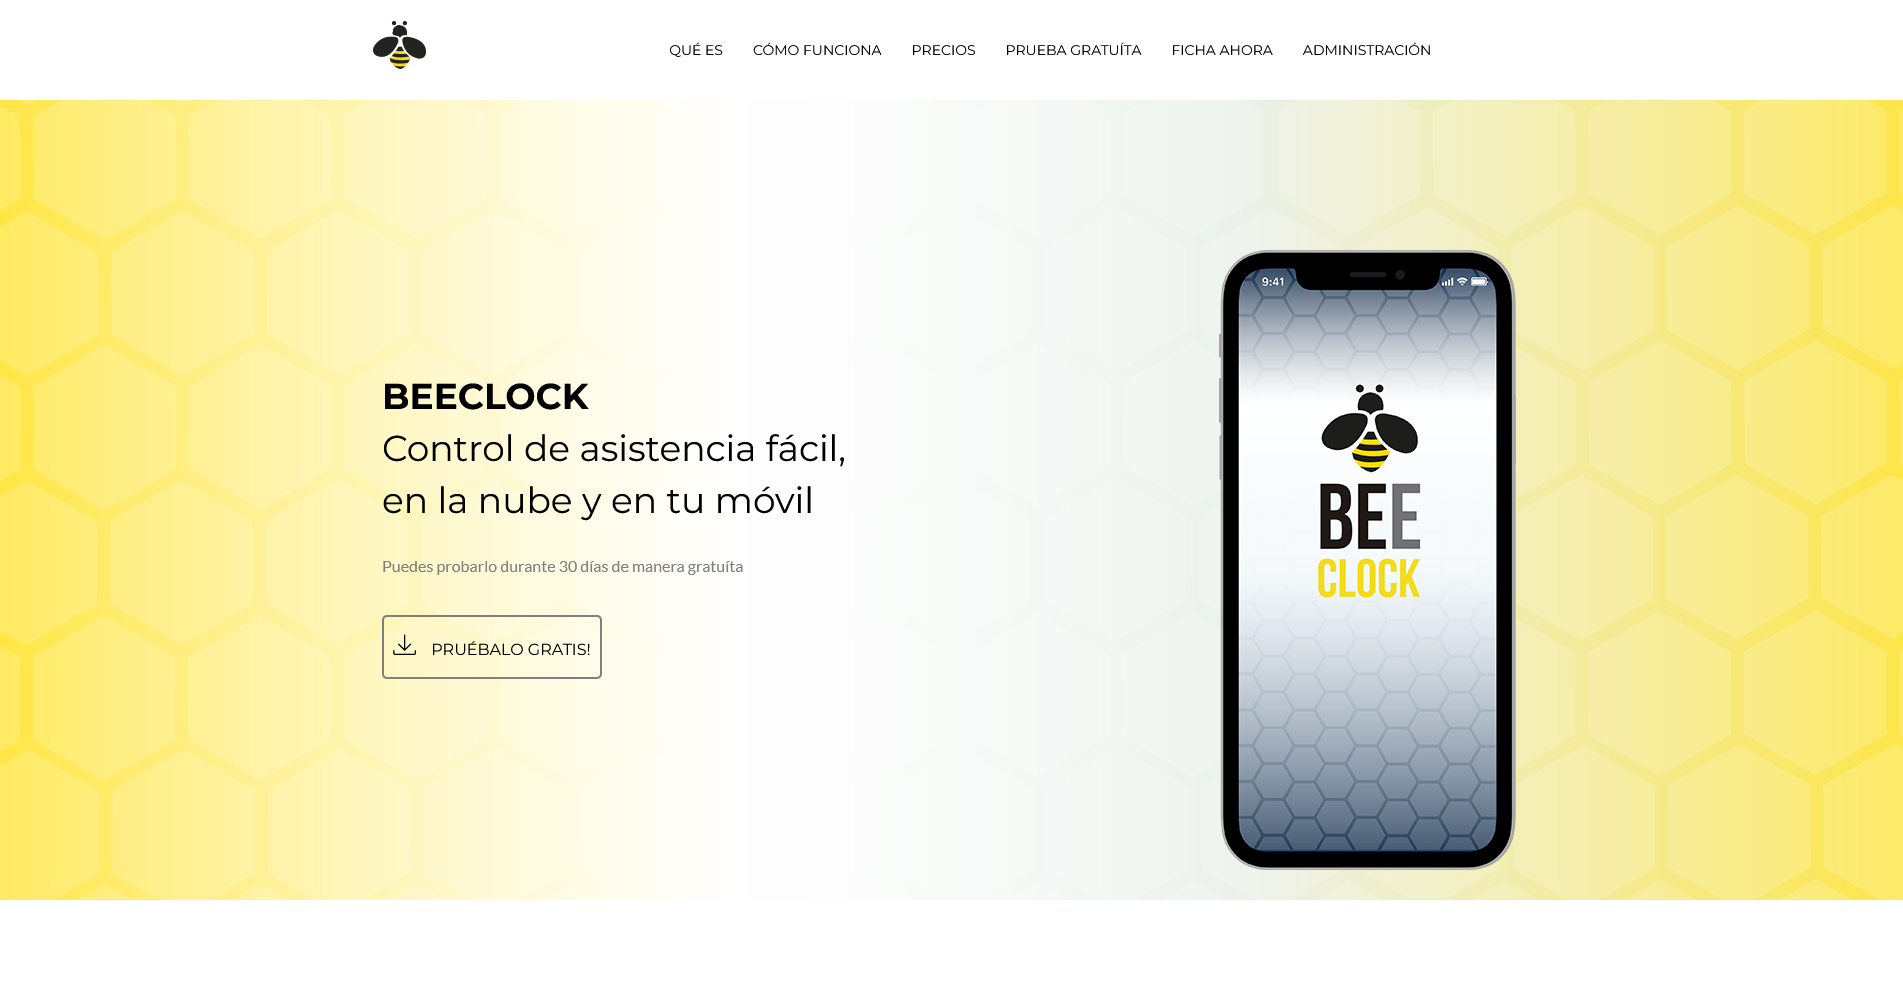 QUÉ ES
CÓMO FUNCIONA
PRECIOS
PRUEBA GRATUÍTA
FICHA AHORA
ADMINISTRACIÓN
BEECLOCK
Control de asistencia fácil,
en la nube y en tu móvil
Puedes probarlo durante 30 días de manera gratuíta
PRUÉBALO GRATIS!
9:41
BEE
CLOCK